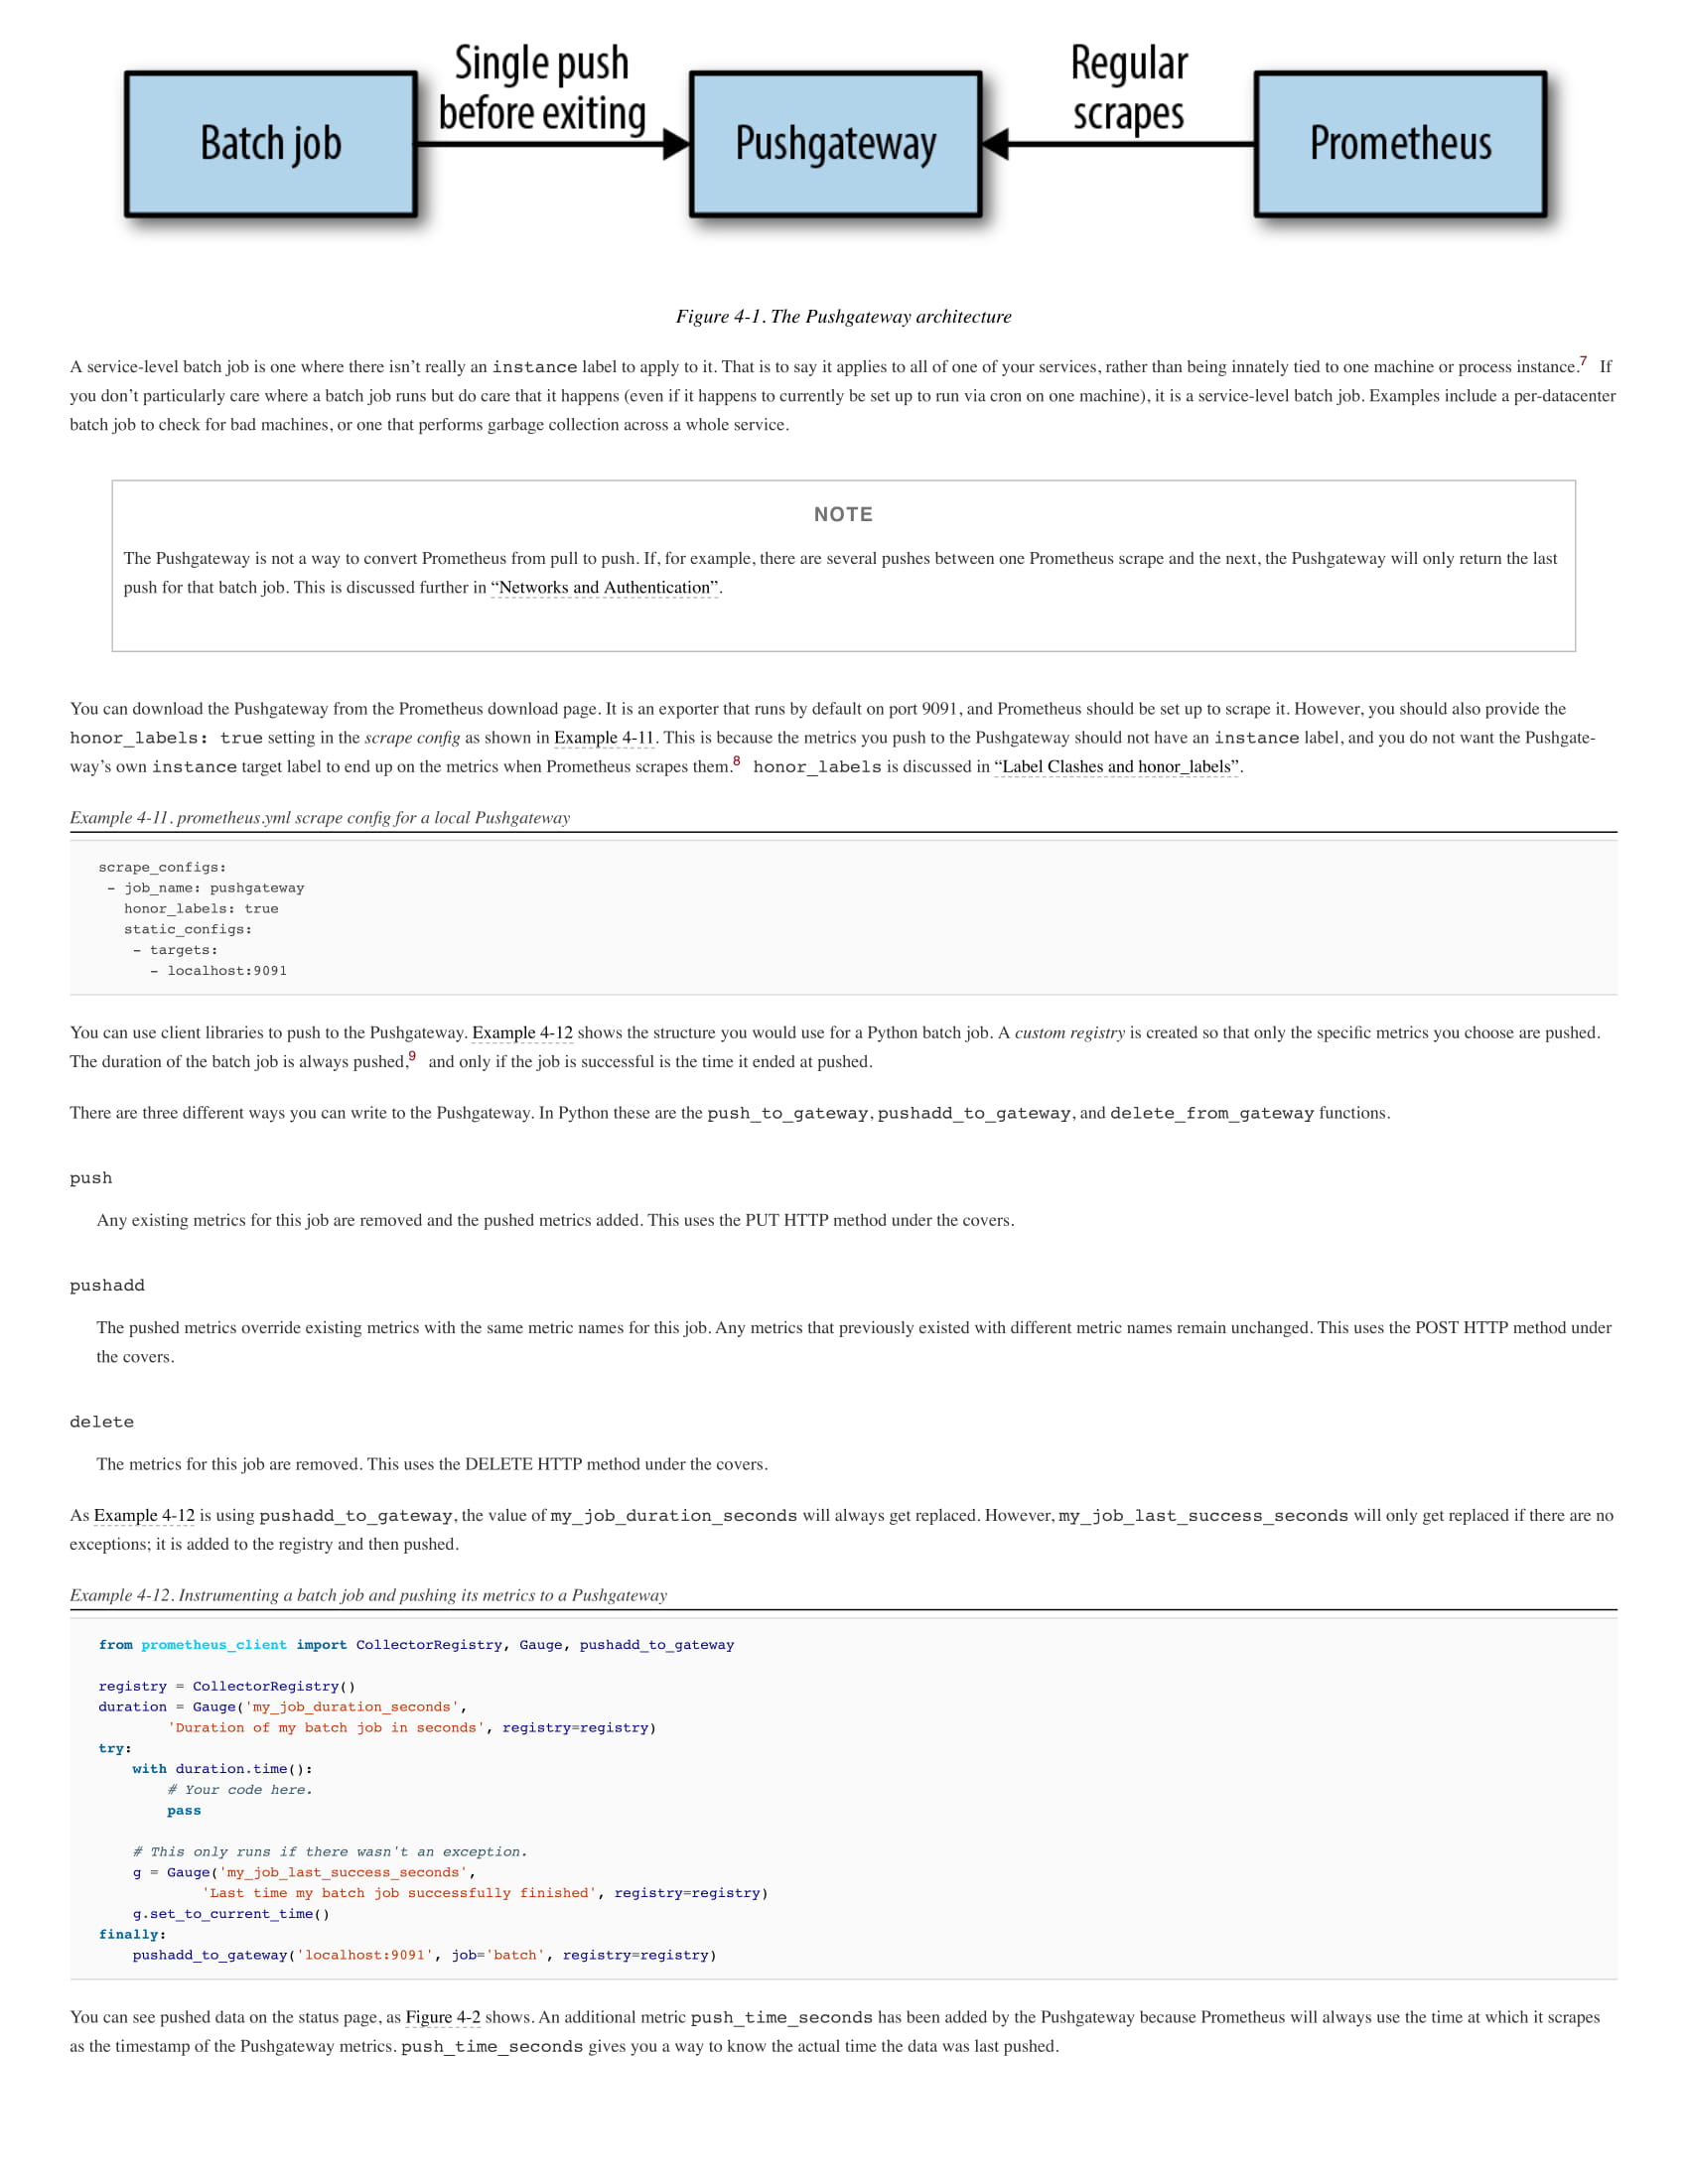 Single push
before exiting
Regular
scrapes
Batch job
Pushgateway
Prometheus
Figure 4-1. The Pushgateway architecture
A service-level batch job is one where there isn’t really an instance label to apply to it. That is to say it applies to all of one of your services, rather than being innately tied to one machine or process instance.7 If
you don’t particularly care where a batch job runs but do care that it happens (even if it happens to currently be set up to run via cron on one machine), it is a service-level batch job. Examples include a per-datacenter
batch job to check for bad machines, or one that performs garbage collection across a whole service.
NOTE
The Pushgateway is not a way to convert Prometheus from pull to push. If, for example, there are several pushes between one Prometheus scrape and the next, the Pushgateway will only return the last
push for that batch job. This is discussed further in “Networks and Authentication”.
You can download the Pushgateway from the Prometheus download page. It is an exporter that runs by default on port 9091, and Prometheus should be set up to scrape it. However, you should also provide the
honor_labels: true setting in the scrape config as shown in Example 4-11. This is because the metrics you push to the Pushgateway should not have an instance label, and you do not want the Pushgate-
way’s own instance target label to end up on the metrics when Prometheus scrapes them.8 honor_labels is discussed in “Label Clashes and honor_labels”.
Example 4-11. prometheus.yml scrape config for a local Pushgateway
scrape_configs:
 - job_name: pushgateway
   honor_labels: true
   static_configs:
    - targets:
      - localhost:9091
You can use client libraries to push to the Pushgateway. Example 4-12 shows the structure you would use for a Python batch job. A custom registry is created so that only the specific metrics you choose are pushed.
The duration of the batch job is always pushed,9 and only if the job is successful is the time it ended at pushed.
There are three different ways you can write to the Pushgateway. In Python these are the push_to_gateway, pushadd_to_gateway, and delete_from_gateway functions.
push
Any existing metrics for this job are removed and the pushed metrics added. This uses the PUT HTTP method under the covers.
pushadd
The pushed metrics override existing metrics with the same metric names for this job. Any metrics that previously existed with different metric names remain unchanged. This uses the POST HTTP method under
the covers.
delete
The metrics for this job are removed. This uses the DELETE HTTP method under the covers.
As Example 4-12 is using pushadd_to_gateway, the value of my_job_duration_seconds will always get replaced. However, my_job_last_success_seconds will only get replaced if there are no
exceptions; it is added to the registry and then pushed.
Example 4-12. Instrumenting a batch job and pushing its metrics to a Pushgateway
from prometheus_client import CollectorRegistry, Gauge, pushadd_to_gateway
registry = CollectorRegistry()
duration = Gauge('my_job_duration_seconds',
        'Duration of my batch job in seconds', registry=registry)
try:
    with duration.time():
        # Your code here.
        pass
    # This only runs if there wasn't an exception.
    g = Gauge('my_job_last_success_seconds',
            'Last time my batch job successfully finished', registry=registry)
    g.set_to_current_time()
finally:
    pushadd_to_gateway('localhost:9091', job='batch', registry=registry)
You can see pushed data on the status page, as Figure 4-2 shows. An additional metric push_time_seconds has been added by the Pushgateway because Prometheus will always use the time at which it scrapes
as the timestamp of the Pushgateway metrics. push_time_seconds gives you a way to know the actual time the data was last pushed.